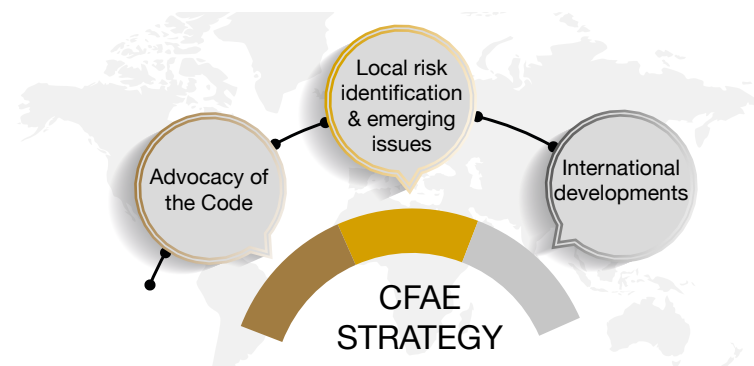 Local risk
identification
& emerging
issues
Advocacy of
the Code
International
developments
CFAE
STRATEGY